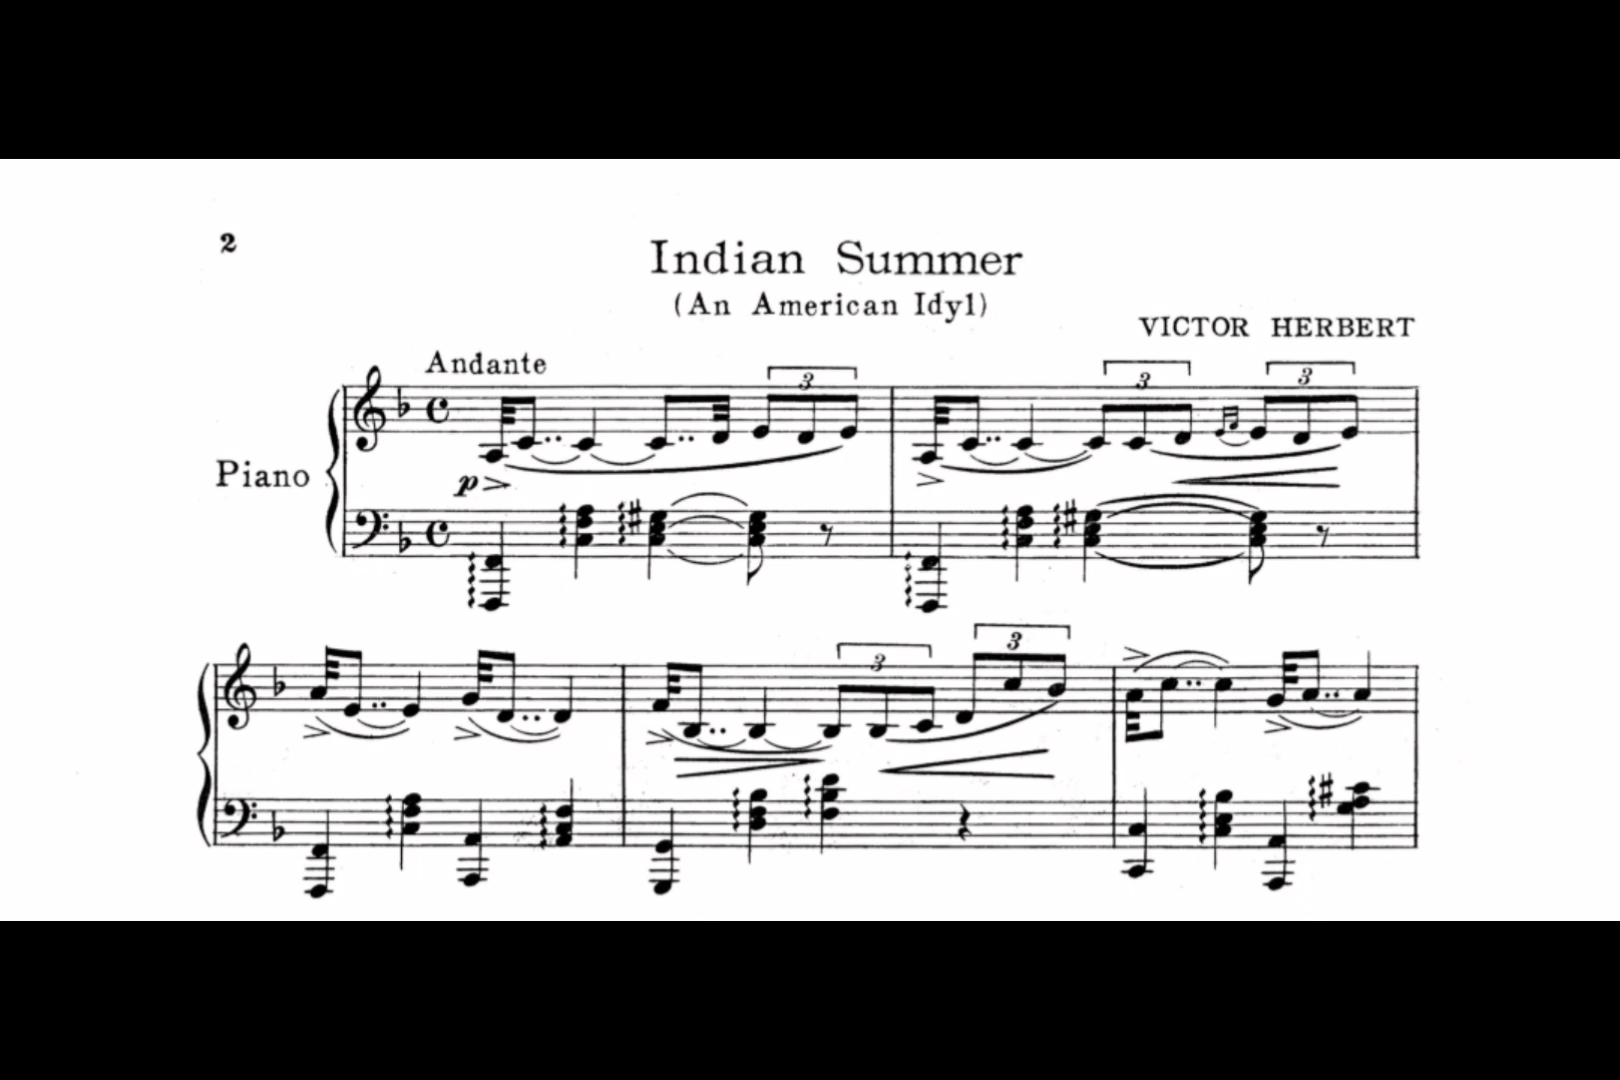 2
Indian Summer
(An American Idyl)
VICTOR HERBERT
Andante
3
3
3
Piano
p
3
3